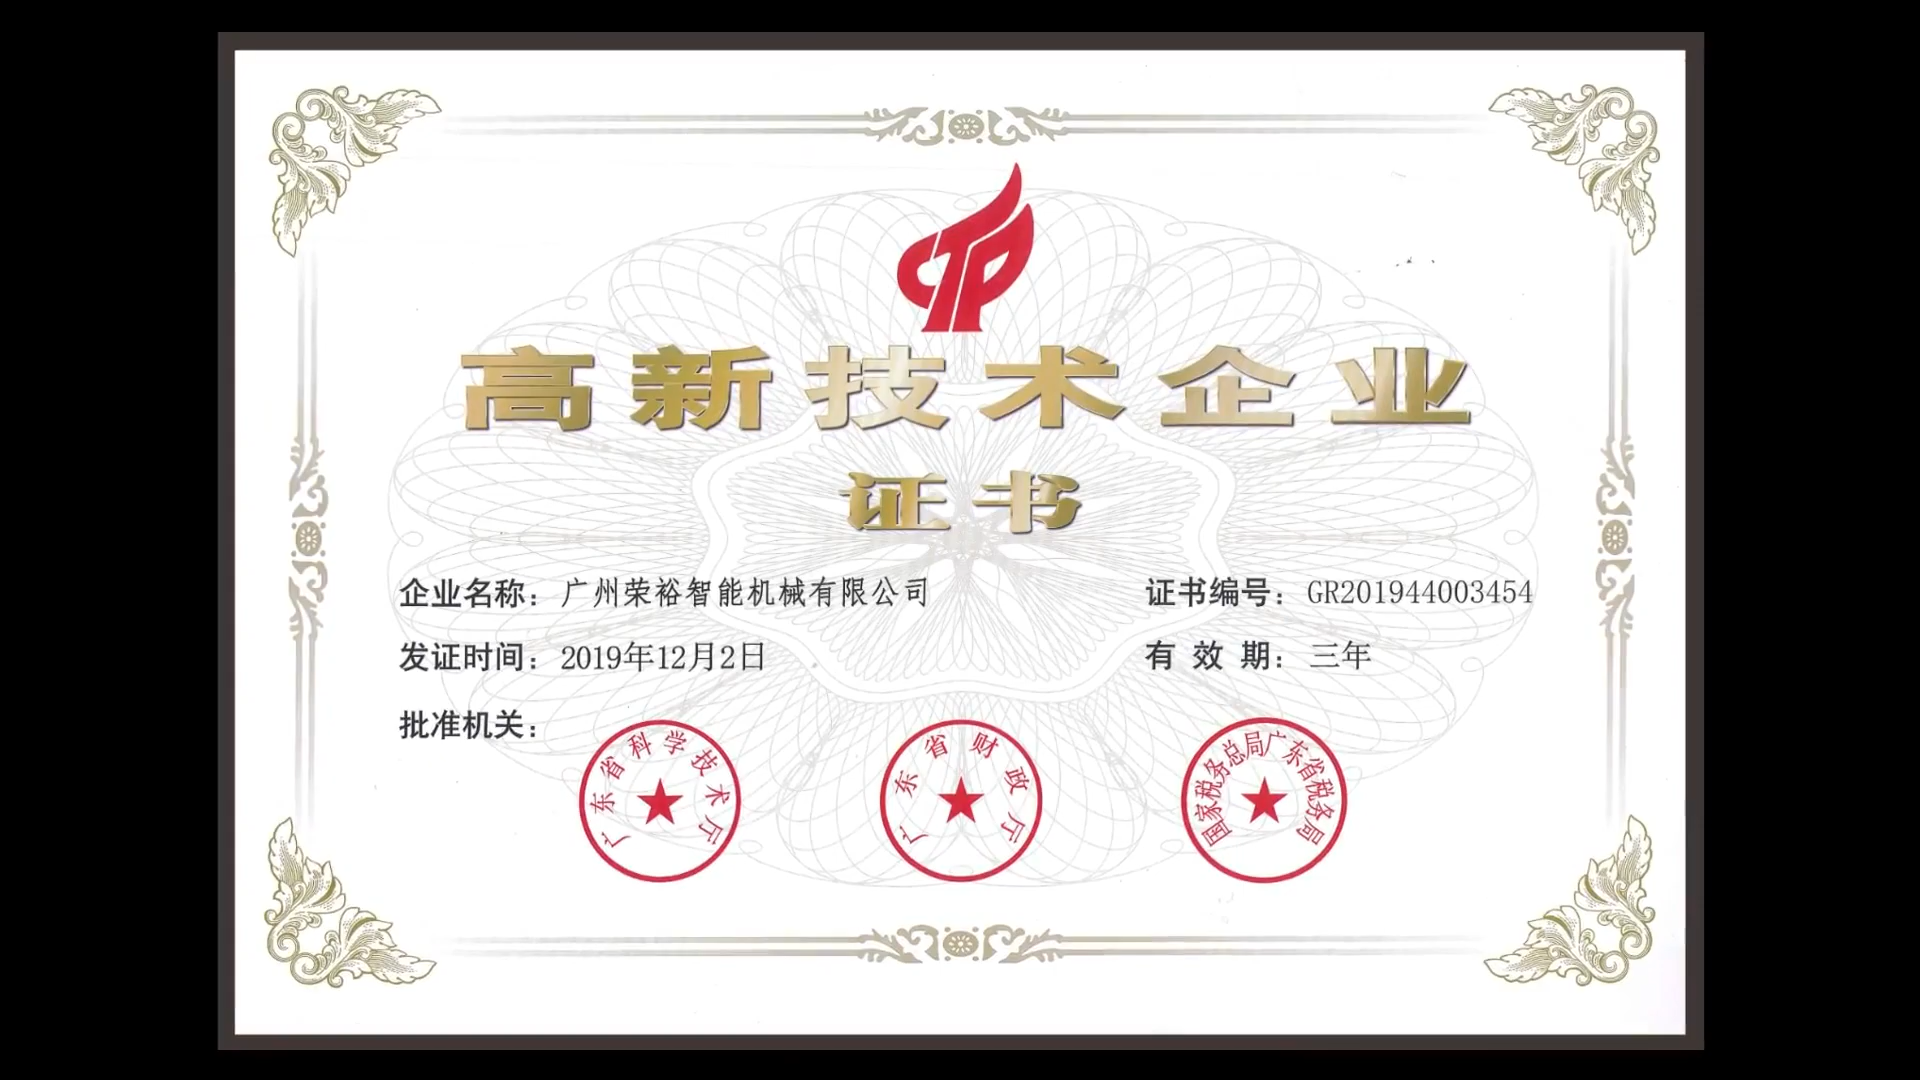 高新技术企业
证书
企业名称：广州荣裕智能机械有限公司
证书编号：GR201944003454
发证时间：2019年12月2日
有效期：三年
批准机关：
广东省科学技术厅
广东省财政厅
国家税务总局广东省税务局